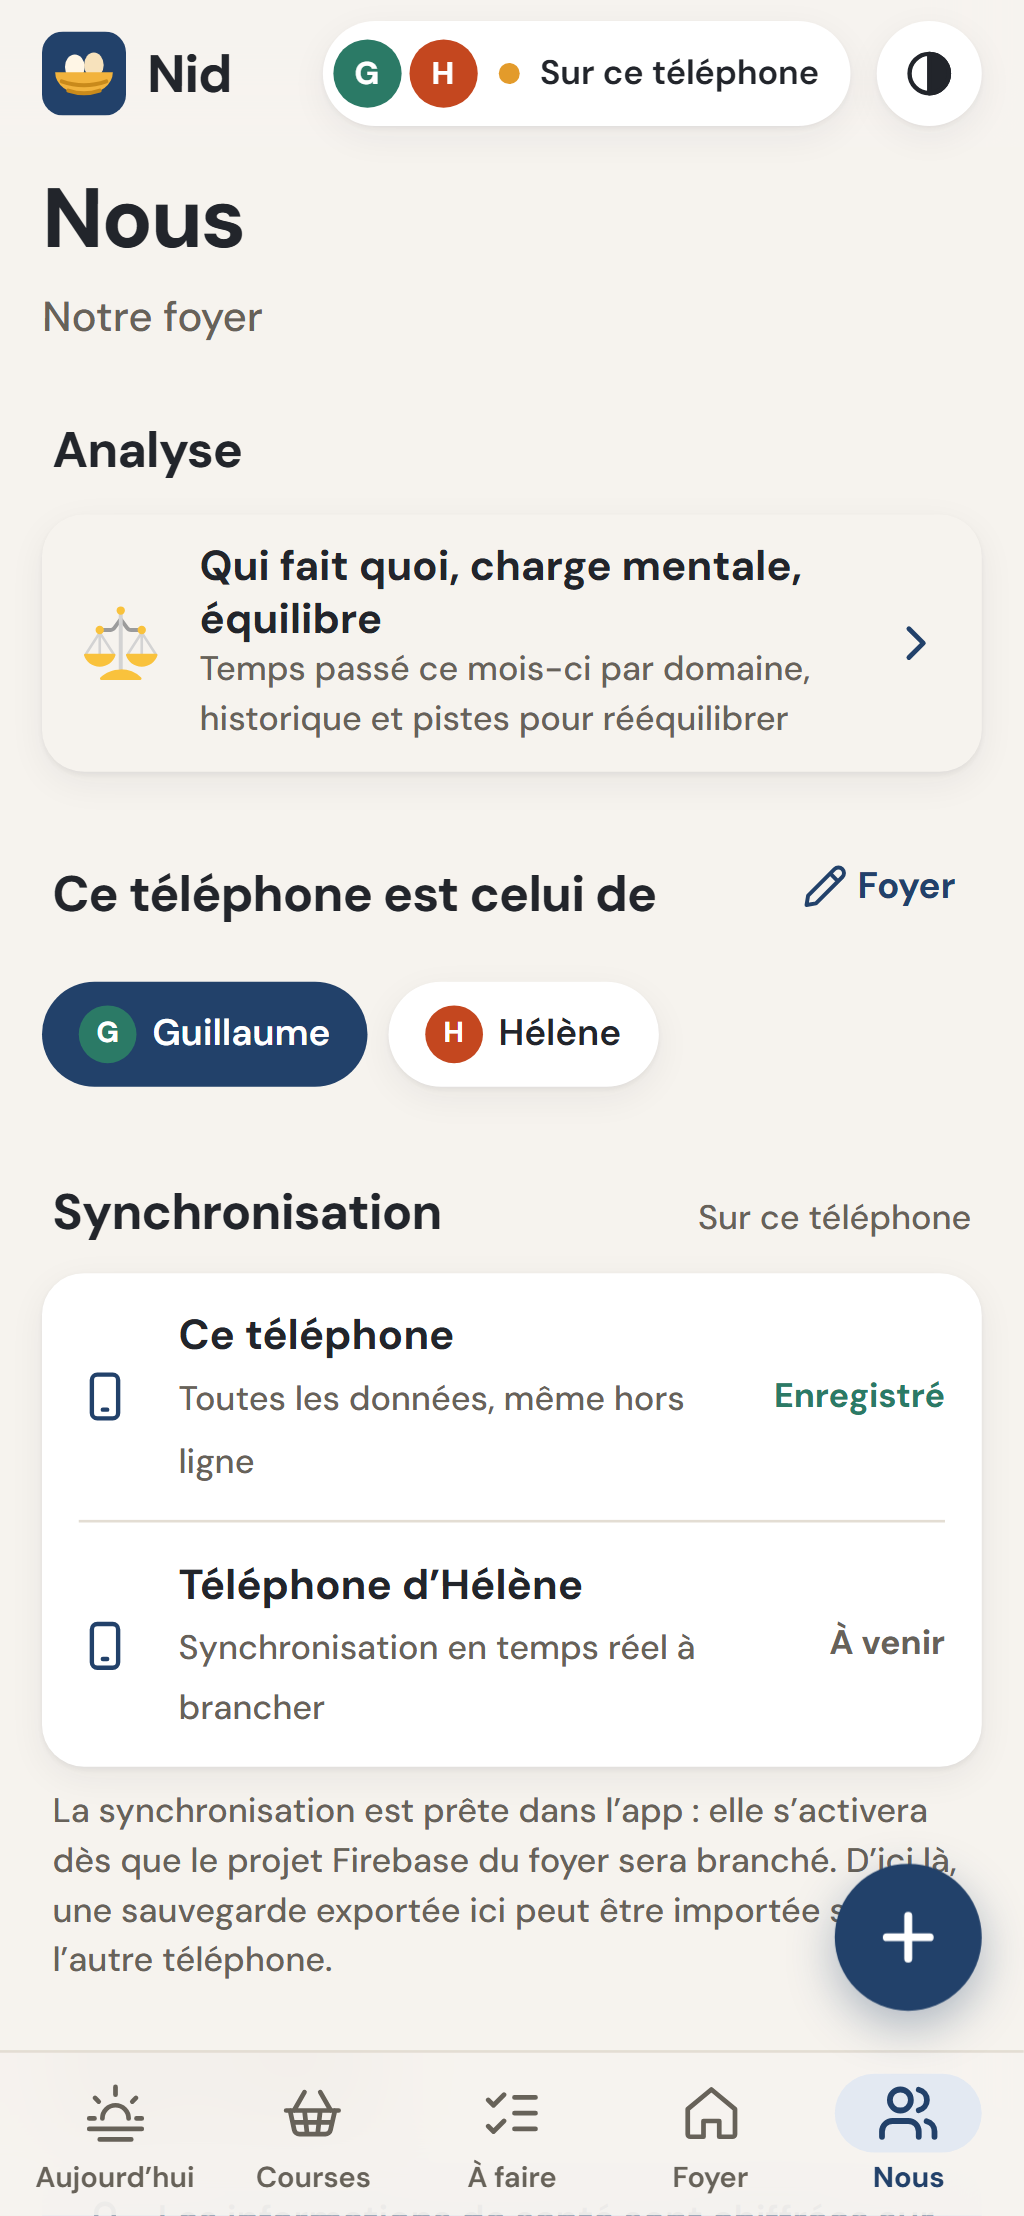 Nid
G H Sur ce téléphone
Nous
Notre foyer
Analyse
Qui fait quoi, charge mentale,
équilibre
Temps passé ce mois-ci par domaine,
historique et pistes pour rééquilibrer
Ce téléphone est celui de
Foyer
G Guillaume
H Hélène
Synchronisation
Sur ce téléphone
Ce téléphone
Toutes les données, même hors
ligne
Enregistré
Téléphone d’Hélène
Synchronisation en temps réel à
brancher
À venir
La synchronisation est prête dans l’app : elle s’activera
dès que le projet Firebase du foyer sera branché. D’ici là,
une sauvegarde exportée ici peut être importée
l’autre téléphone.
Aujourd’hui
Courses
À faire
Foyer
Nous